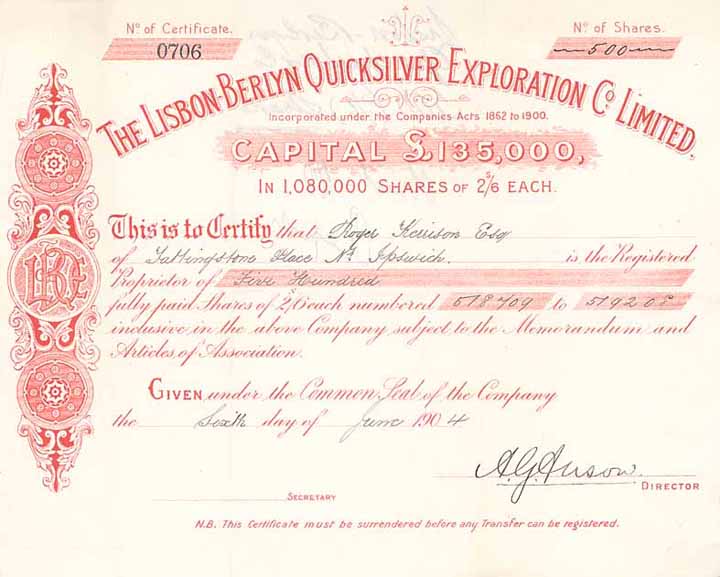 No of Certificate.
0706
No of Shares.
500
THE LISBON-BERLYN QUICKSILVER EXPLORATION Co LIMITED.
Incorporated under the Companies Acts 1862 to 1900.
CAPITAL £135,000,
IN 1,080,000 SHARES OF 2s/6 EACH.
This is to Certify that Roger Kerrison Esq
of Tattingstone Place Nr Ipswich. is the Registered
Proprietor of Five Hundred
fully paid Shares of 2/6 each numbered 518709 to 519208
inclusive, in the above Company, subject to the Memorandum and
Articles of Association.
GIVEN under the Common Seal of the Company
the Sixth day of June 1904
DIRECTOR
SECRETARY
N.B. This Certificate must be surrendered before any Transfer can be registered.